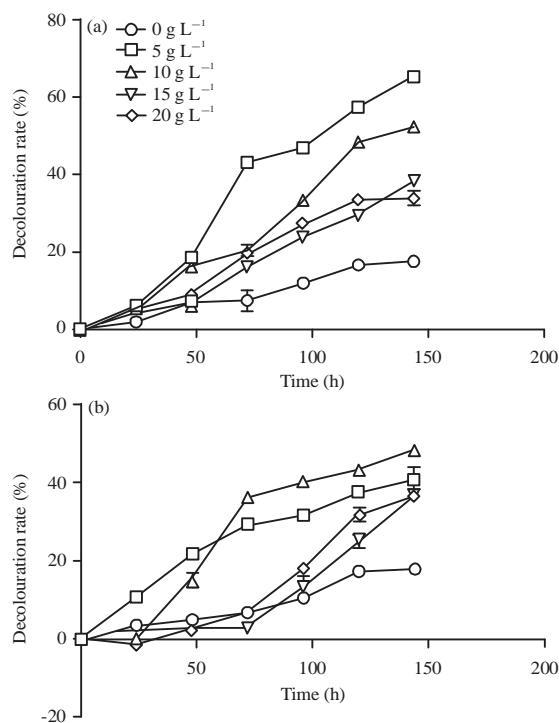 (a)
0 g L⁻¹
5 g L⁻¹
10 g L⁻¹
15 g L⁻¹
20 g L⁻¹
80
60
40
20
0
Decolouration rate (%)
0 50 100 150 200
Time (h)
(b)
60
40
20
0
-20
Decolouration rate (%)
50 100 150 200
Time (h)